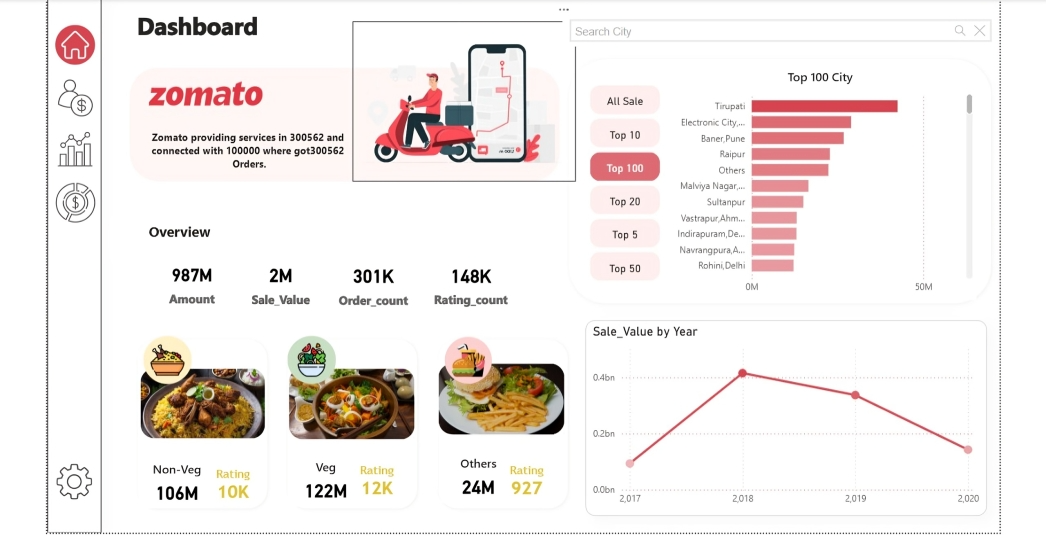 Dashboard
Search City
zomato
Zomato providing services in 300562 and
connected with 100000 where got300562
Orders.
All Sale
Top 10
Top 100
Top 20
Top 5
Top 50
Top 100 City
Tirupati
Electronic City,...
Baner,Pune
Raipur
Others
Malviya Nagar,...
Sultanpur
Vastrapur,Ahm...
Indirapuram,De...
Navrangpura,A...
Rohini,Delhi
0M 50M
Overview
987M 2M 301K 148K
Amount Sale_Value Order_count Rating_count
Non-Veg Rating
106M 10K
Veg Rating
122M 12K
Others Rating
24M 927
Sale_Value by Year
0.4bn
0.2bn
0.0bn
2,017 2,018 2,019 2,020